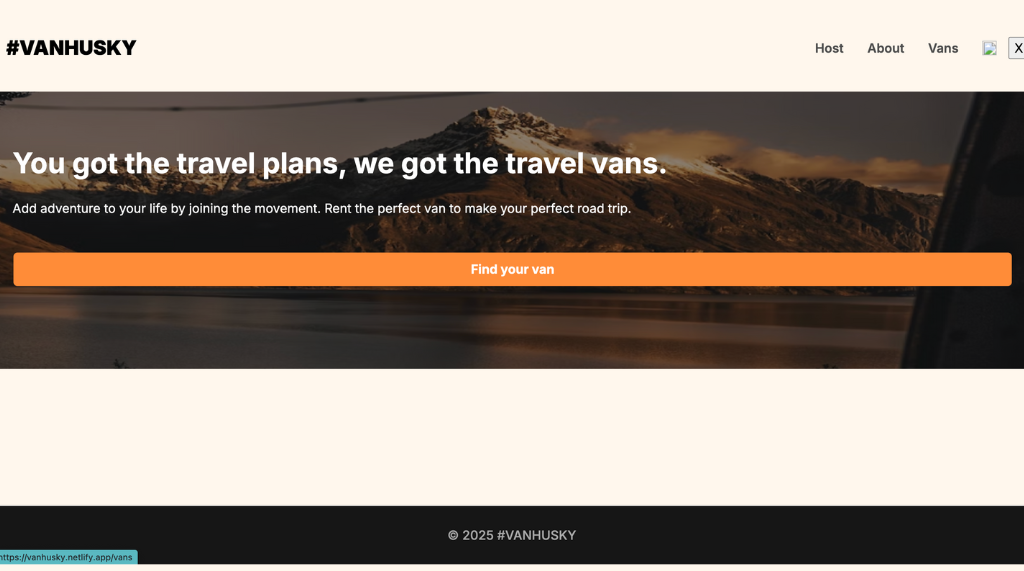 #VANHUSKY
Host About Vans X
You got the travel plans, we got the travel vans.
Add adventure to your life by joining the movement. Rent the perfect van to make your perfect road trip.
Find your van
© 2025 #VANHUSKY
https://vanhusky.netlify.app/vans